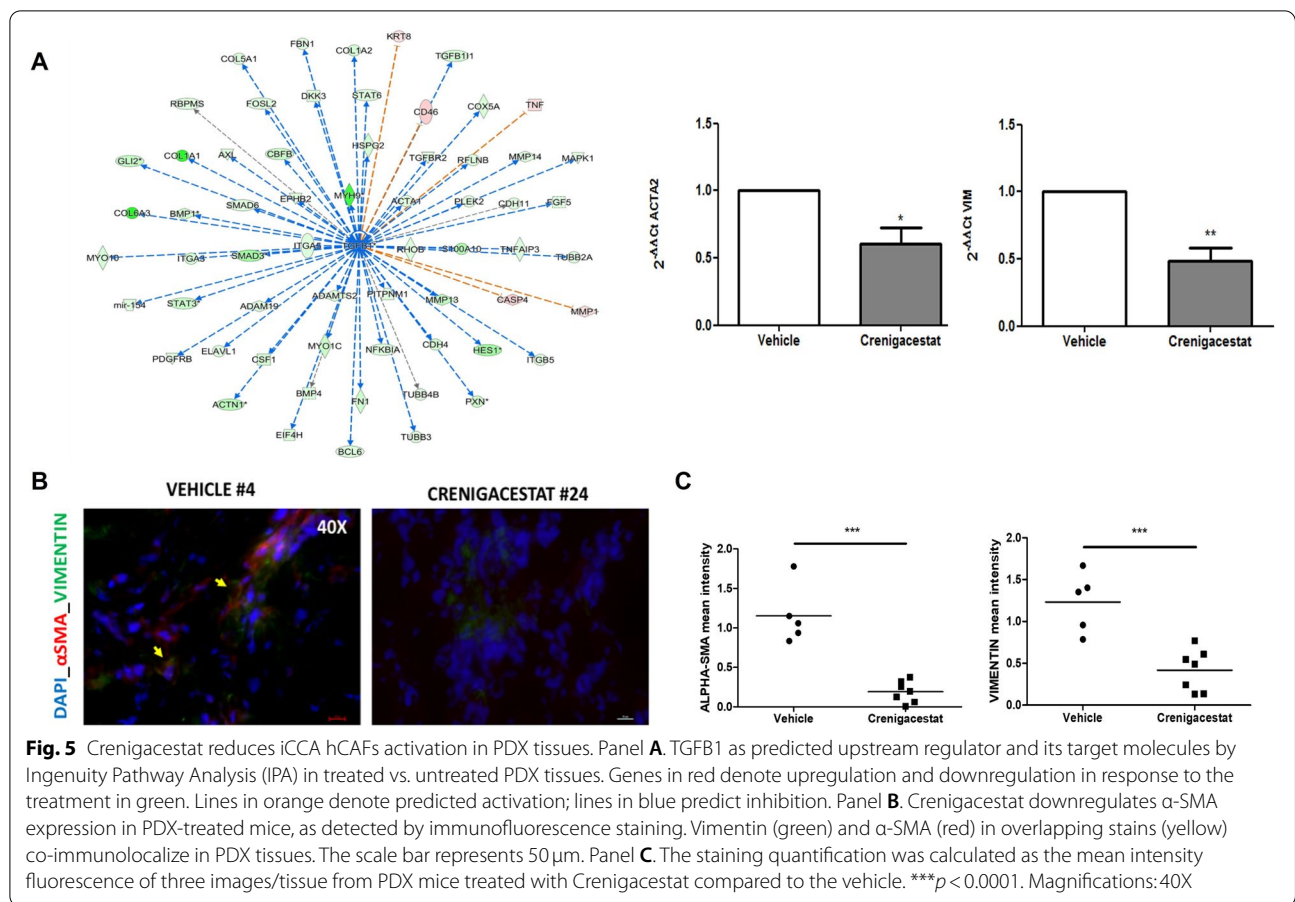 A
KRT8
FBN1
COL1A2
TGFB1I1
COL5A1
DKK3
STAT6
RBPMS
FOSL2
CD46
COX5A
TNF
HSPG2
COL1A1
AXL
CBFB
TGFBR2
RFLNB
MMP14
MAPK1
GLI2*
EPHB2
MYH9*
ACTA1
PLEK2
CDH11
FGF5
COL6A3
BMP1*
SMAD6
MYO10
ITGA3
SMAD3
ITGA5
TGFB1*
RHOB
S100A10
TNFAIP3
TUBB2A
mir-154
STAT3*
ADAM19
ADAMTS2
PITPNM1
MMP13
CASP4
MMP1
PDGFRB
ELAVL1
CSF1
MYO1C
NFKBIA
CDH4
HES1*
ITGB5
ACTN1*
BMP4
FN1
TUBB4B
PXN*
EIF4H
TUBB3
BCL6
2^-ΔΔCt ACTA2
1.5
1.0
0.5
0.0
*
Vehicle Crenigacestat
2^-ΔΔCt VIM
1.5
1.0
0.5
0.0
**
Vehicle Crenigacestat
B
VEHICLE #4
CRENIGACESTAT #24
DAPI_αSMA_VIMENTIN
40X
C
ALPHA-SMA mean intensity
2.0
1.5
1.0
0.5
0.0
***
Vehicle Crenigacestat
VIMENTIN mean intensity
2.0
1.5
1.0
0.5
0.0
***
Vehicle Crenigacestat
Fig. 5 Crenigacestat reduces iCCA hCAFs activation in PDX tissues. Panel A. TGFB1 as predicted upstream regulator and its target molecules by
Ingenuity Pathway Analysis (IPA) in treated vs. untreated PDX tissues. Genes in red denote upregulation and downregulation in response to the
treatment in green. Lines in orange denote predicted activation; lines in blue predict inhibition. Panel B. Crenigacestat downregulates α-SMA
expression in PDX-treated mice, as detected by immunofluorescence staining. Vimentin (green) and α-SMA (red) in overlapping stains (yellow)
co-immunolocalize in PDX tissues. The scale bar represents 50 μm. Panel C. The staining quantification was calculated as the mean intensity
fluorescence of three images/tissue from PDX mice treated with Crenigacestat compared to the vehicle. ***p < 0.0001. Magnifications: 40X